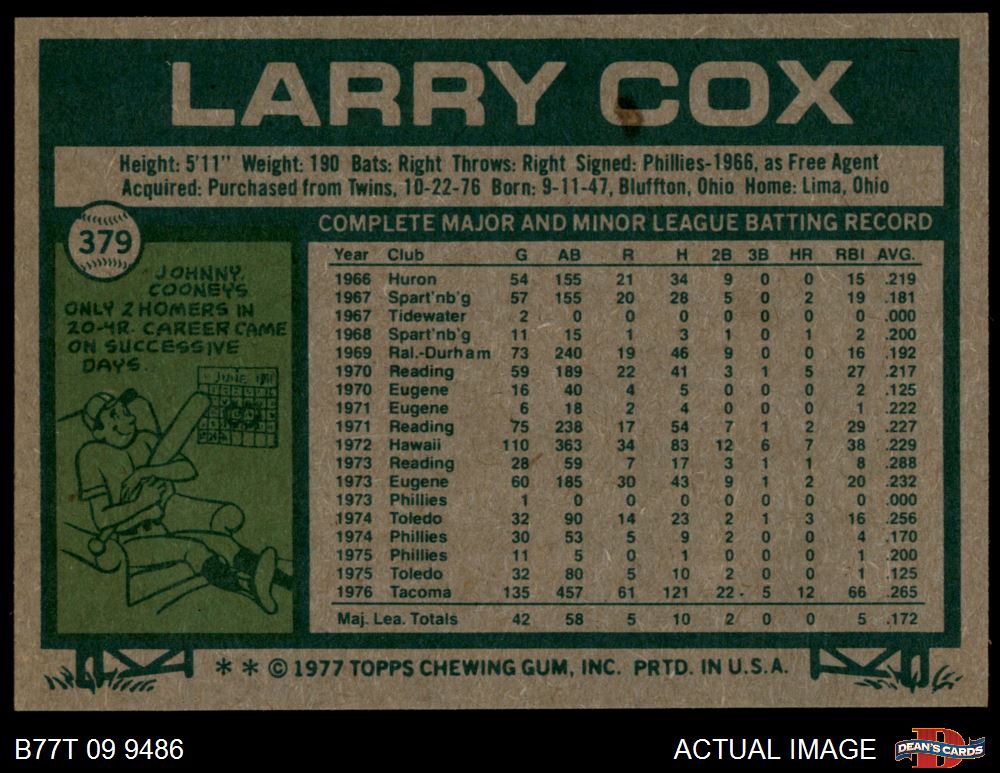 LARRY COX
Height: 5'11" Weight: 190 Bats: Right Throws: Right Signed: Phillies-1966, as Free Agent
Acquired: Purchased from Twins, 10-22-76 Born: 9-11-47, Bluffton, Ohio Home: Lima, Ohio
379
JOHNNY
COONEY'S
ONLY 2 HOMERS IN
20-YR. CAREER CAME
ON SUCCESSIVE
DAYS.
JUNE
COMPLETE MAJOR AND MINOR LEAGUE BATTING RECORD
Year Club G AB R H 2B 3B HR RBI AVG.
1966 Huron 54 155 21 34 9 0 0 15 .219
1967 Spart'nb'g 57 155 20 28 5 0 2 19 .181
1967 Tidewater 2 0 0 0 0 0 0 0 .000
1968 Spart'nb'g 11 15 1 3 1 0 1 2 .200
1969 Ral.-Durham 73 240 19 46 9 0 0 16 .192
1970 Reading 59 189 22 41 3 1 5 27 .217
1970 Eugene 16 40 4 5 0 0 0 2 .125
1971 Eugene 6 18 2 4 0 0 0 1 .222
1971 Reading 75 238 17 54 7 1 2 29 .227
1972 Hawaii 110 363 34 83 12 6 7 38 .229
1973 Reading 28 59 7 17 3 1 1 8 .288
1973 Eugene 60 185 30 43 9 1 2 20 .232
1973 Phillies 1 0 0 0 0 0 0 0 .000
1974 Toledo 32 90 14 23 2 1 3 16 .256
1974 Phillies 30 53 5 9 2 0 0 4 .170
1975 Phillies 11 5 0 1 0 0 0 1 .200
1975 Toledo 32 80 5 10 2 0 0 1 .125
1976 Tacoma 135 457 61 121 22 5 12 66 .265
Maj. Lea. Totals 42 58 5 10 2 0 0 5 .172
* * © 1977 TOPPS CHEWING GUM, INC. PRTD. IN U.S.A.
B77T 09 9486
ACTUAL IMAGE
D
DEAN'S CARDS